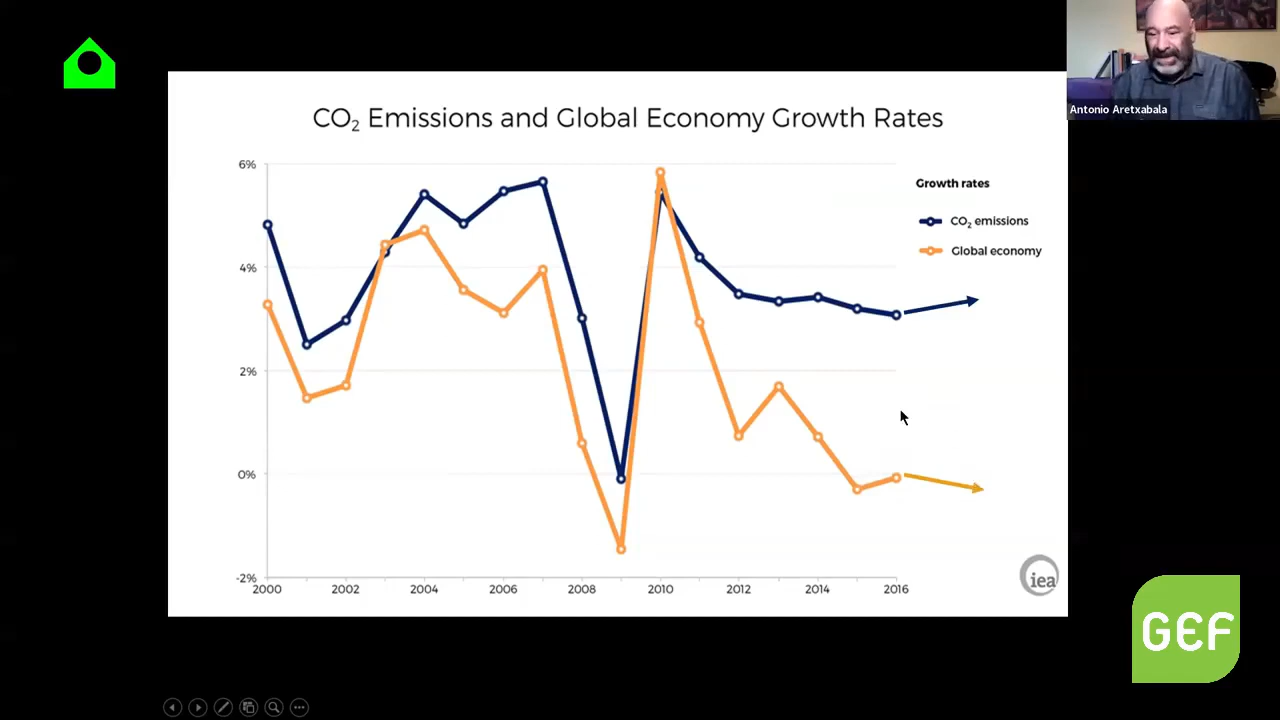 Antonio Aretxabala
CO₂ Emissions and Global Economy Growth Rates
6%
4%
2%
0%
-2%
2000
2002
2004
2006
2008
2010
2012
2014
2016
Growth rates
CO₂ emissions
Global economy
iea
GEF